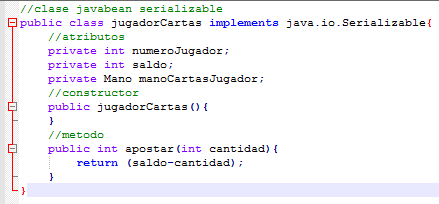 //clase javabean serializable
public class jugadorCartas implements java.io.Serializable{
//atributos
private int numeroJugador;
private int saldo;
private Mano manoCartasJugador;
//constructor
public jugadorCartas(){
}
//metodo
public int apostar(int cantidad){
return (saldo-cantidad);
}
}